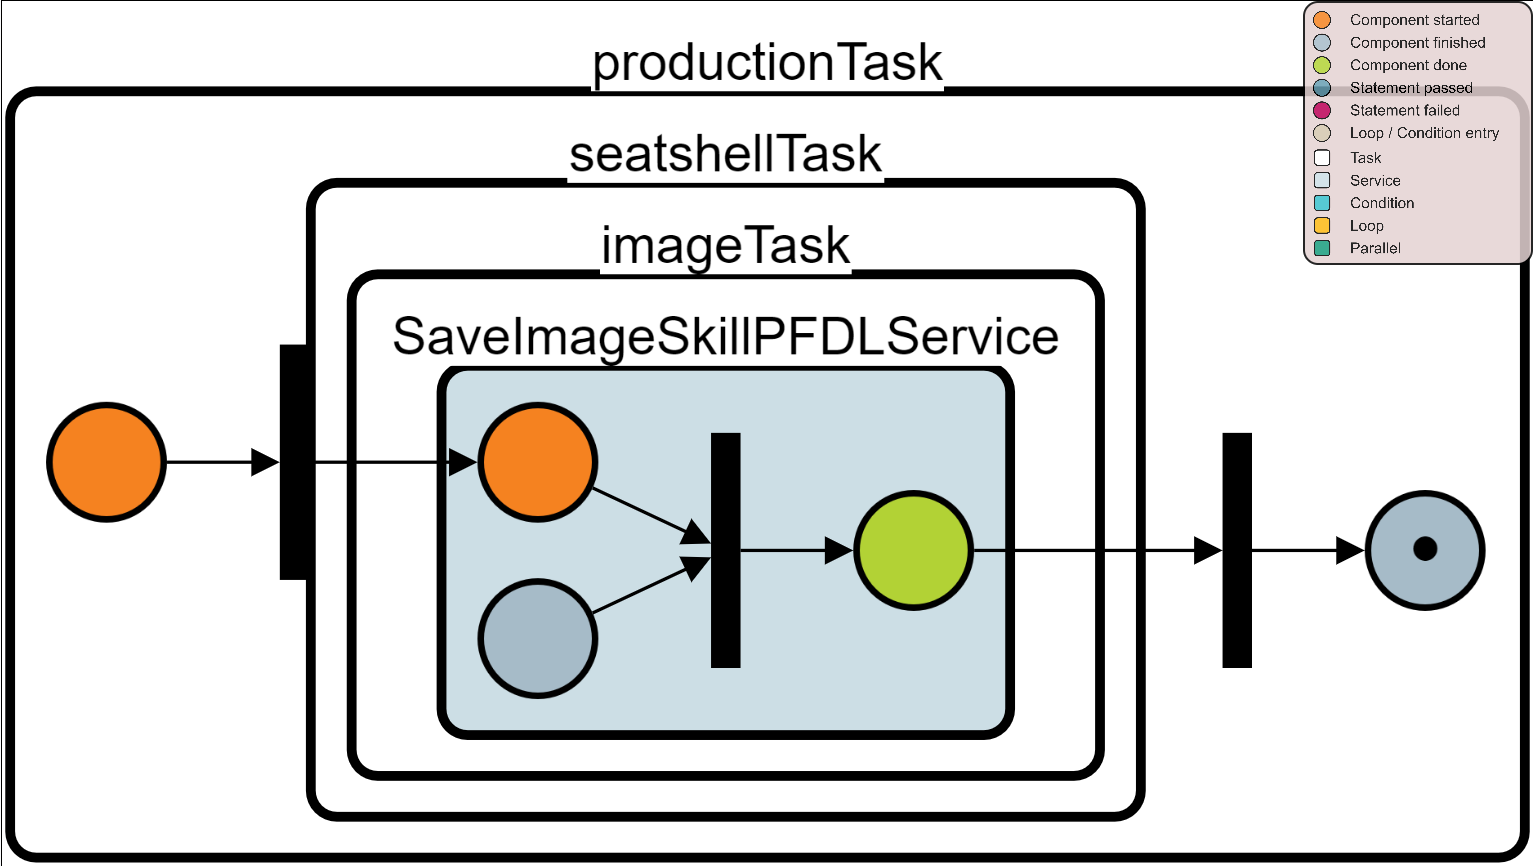 productionTask
seatshellTask
imageTask
SaveImageSkillPFDLService
Component started
Component finished
Component done
Statement passed
Statement failed
Loop / Condition entry
Task
Service
Condition
Loop
Parallel